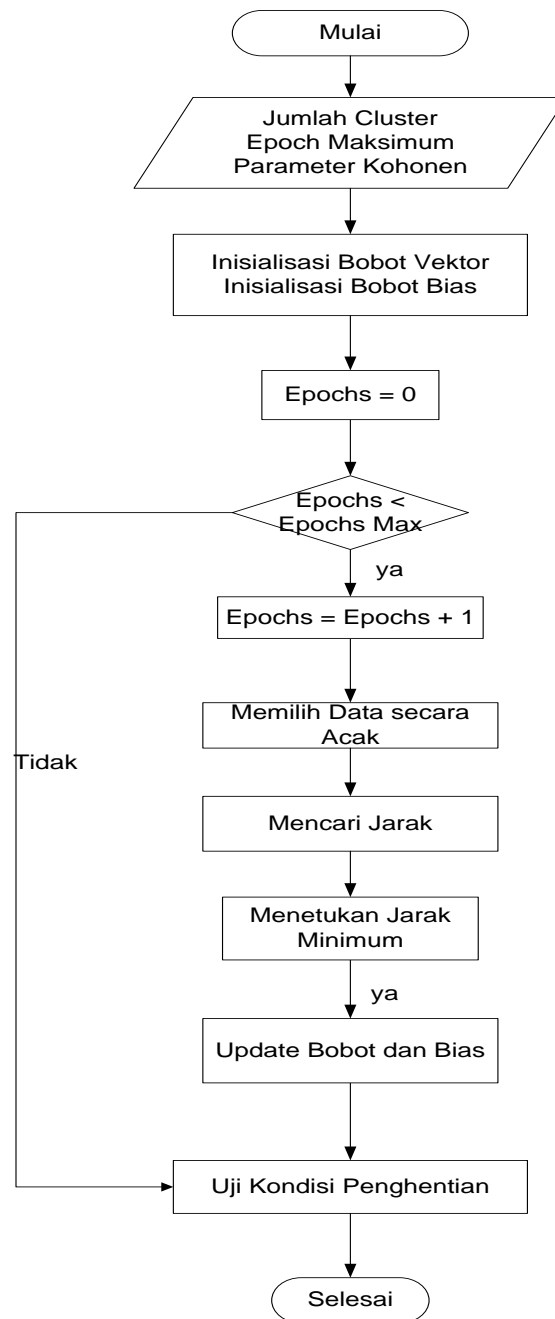 Mulai
Jumlah Cluster
Epoch Maksimum
Parameter Kohonen
Inisialisasi Bobot Vektor
Inisialisasi Bobot Bias
Epochs = 0
Epochs <
Epochs Max
ya
Epochs = Epochs + 1
Memilih Data secara
Acak
Tidak
Mencari Jarak
Menetukan Jarak
Minimum
ya
Update Bobot dan Bias
Uji Kondisi Penghentian
Selesai